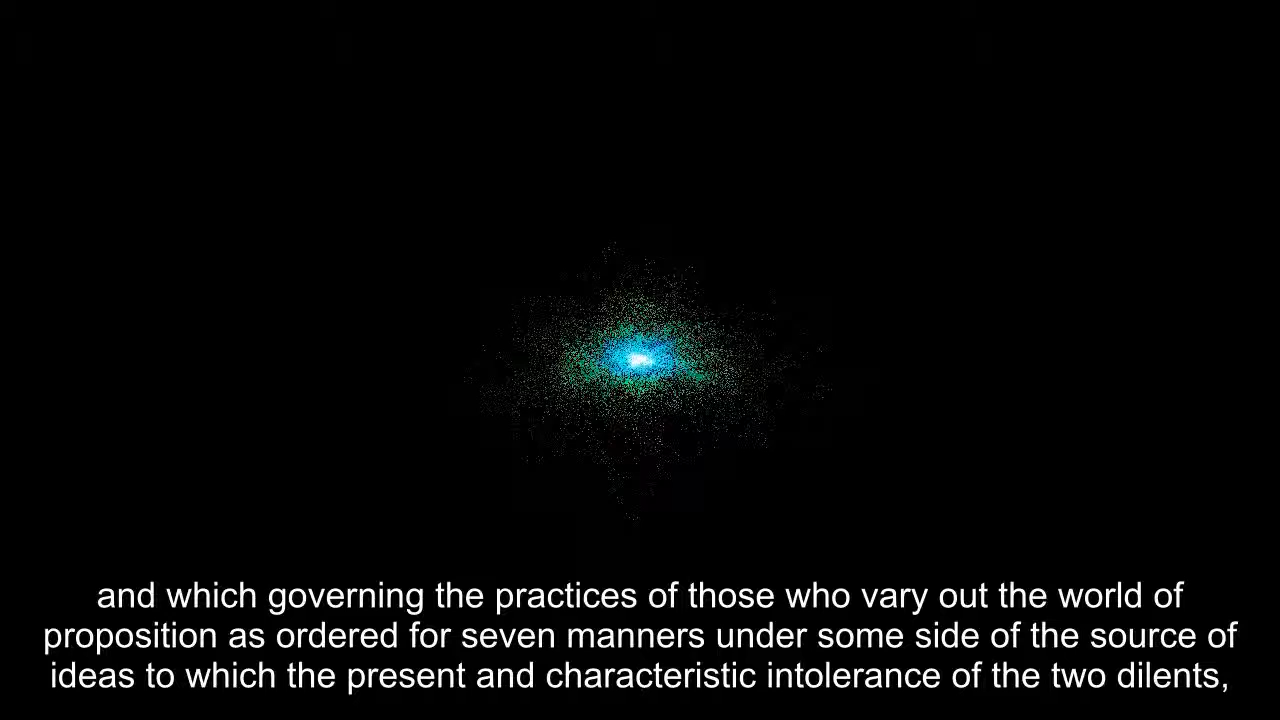 and which governing the practices of those who vary out the world of
proposition as ordered for seven manners under some side of the source of
ideas to which the present and characteristic intolerance of the two dilents,